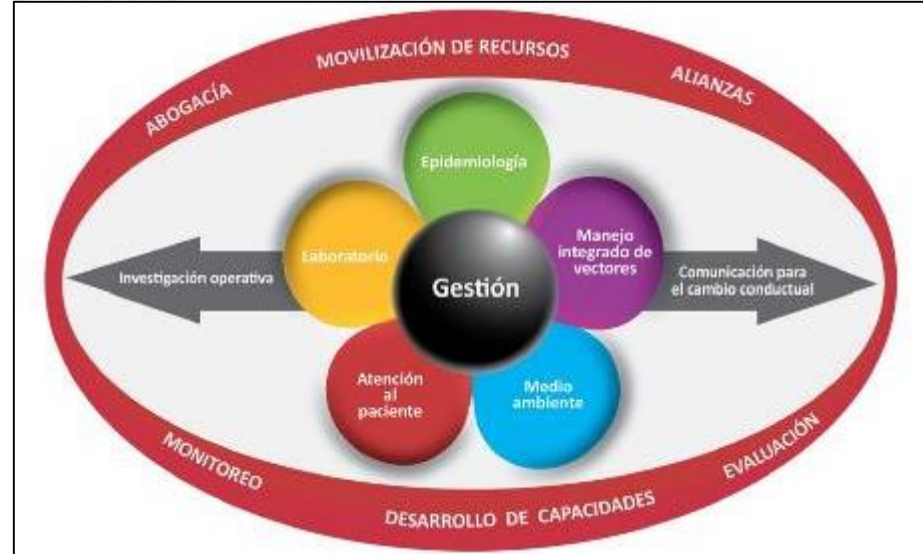 MOVILIZACIÓN DE RECURSOS
ABOGACÍA
ALIANZAS
Epidemiología
Laboratorio
Manejo
integrado de
vectores
Investigación operativa
Gestión
Comunicación para
el cambio conductual
Atención
al
paciente
Medio
ambiente
MONITOREO
EVALUACIÓN
DESARROLLO DE CAPACIDADES